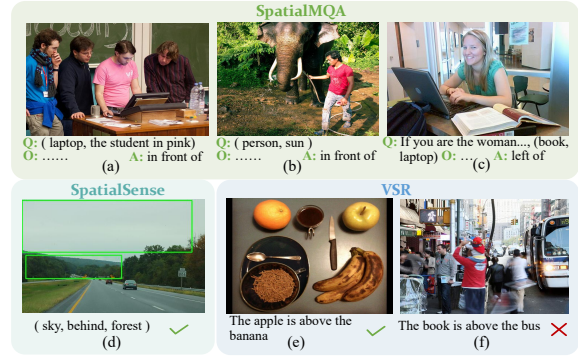 SpatialMQA
Q: ( laptop, the student in pink)
O: …… A: in front of
(a)
Q: ( person, sun )
O: …… A: in front of
(b)
Q: If you are the woman..., (book,
laptop) O: ... A: left of
(c)
SpatialSense
( sky, behind, forest )
(d)
VSR
The apple is above the
banana
(e)
The book is above the bus
(f)